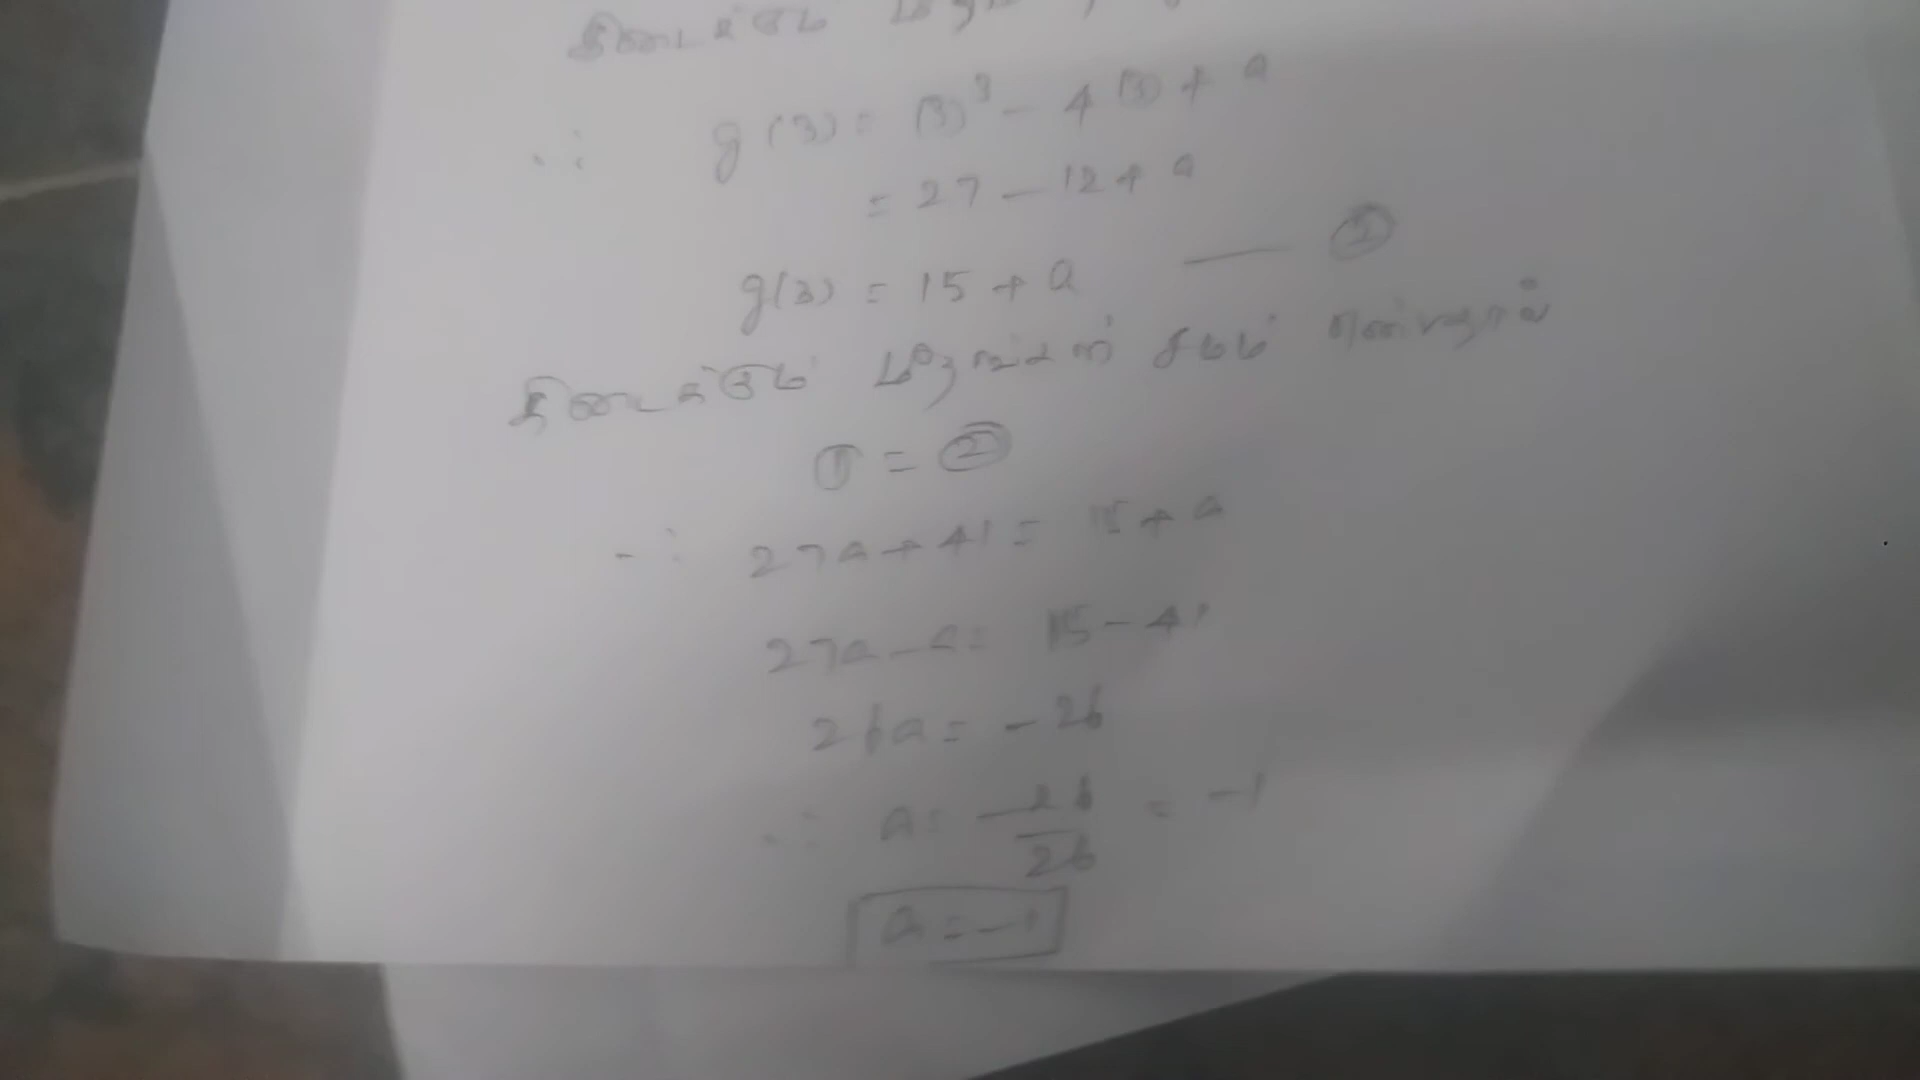 கிடைக்கும்
∴ g(3) = (3)³ - 4(3) + a
= 27 - 12 + a
g(3) = 15 + a —— ②
கிடைக்கும் மீதிகள் சமம் என்பதால்
① = ②
∴ 27a + 41 = 15 + a
27a - a = 15 - 41
26a = -26
∴ a = -26/26 = -1
a = -1